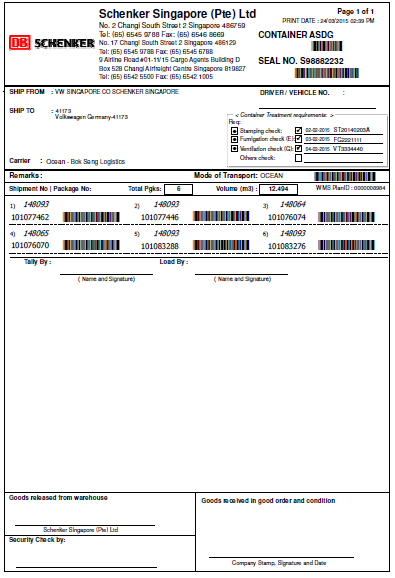 Schenker Singapore (Pte) Ltd
Page 1 of 1
PRINT DATE : 24/03/2015 02:39 PM
DB SCHENKER
No. 2 Changi South Street 2 Singapore 486759
Tel: (65) 6545 9788 Fax: (65) 6546 8669
No. 17 Changi South Street 2 Singapore 486129
Tel: (65) 6545 9788 Fax: (65) 6545 6788
9 Airline Road #01-11/15 Cargo Agents Building D
Box 528 Changi Airfreight Centre Singapore 819827
Tel: (65) 6542 5500 Fax: (65) 6542 1005
CONTAINER ASDG
SEAL NO. S98882232
SHIP FROM : VW SINGAPORE CO SCHENKER SINGAPORE
DRIVER / VEHICLE NO. :
SHIP TO : 41173
Volkswagen Germany-41173
< Container Treatment requirements: >
Req:
Stamping check: 02-02-2015 ST20140203A
Fumigation check (E): 03-02-2015 FG2221111
Ventilation check (G): 04-02-2015 VT3334440
Others check:
Carrier : Ocean - Bok Seng Logistics
Remarks :
Mode of Transport: OCEAN
Shipment No | Package No:
Total Pkgs: 6
Volume (m3) : 12.494
WMS PlanID : 0000008984
1) 148093
2) 148093
3) 148064
101077462
101077446
101076074
4) 148065
5) 148093
6) 148093
101076070
101083288
101083276
Tally By :
Load By :
( Name and Signature)
( Name and Signature)
Goods released from warehouse
Goods received in good order and condition
Schenker Singapore (Pte) Ltd
Security Check by:
Company Stamp, Signature and Date